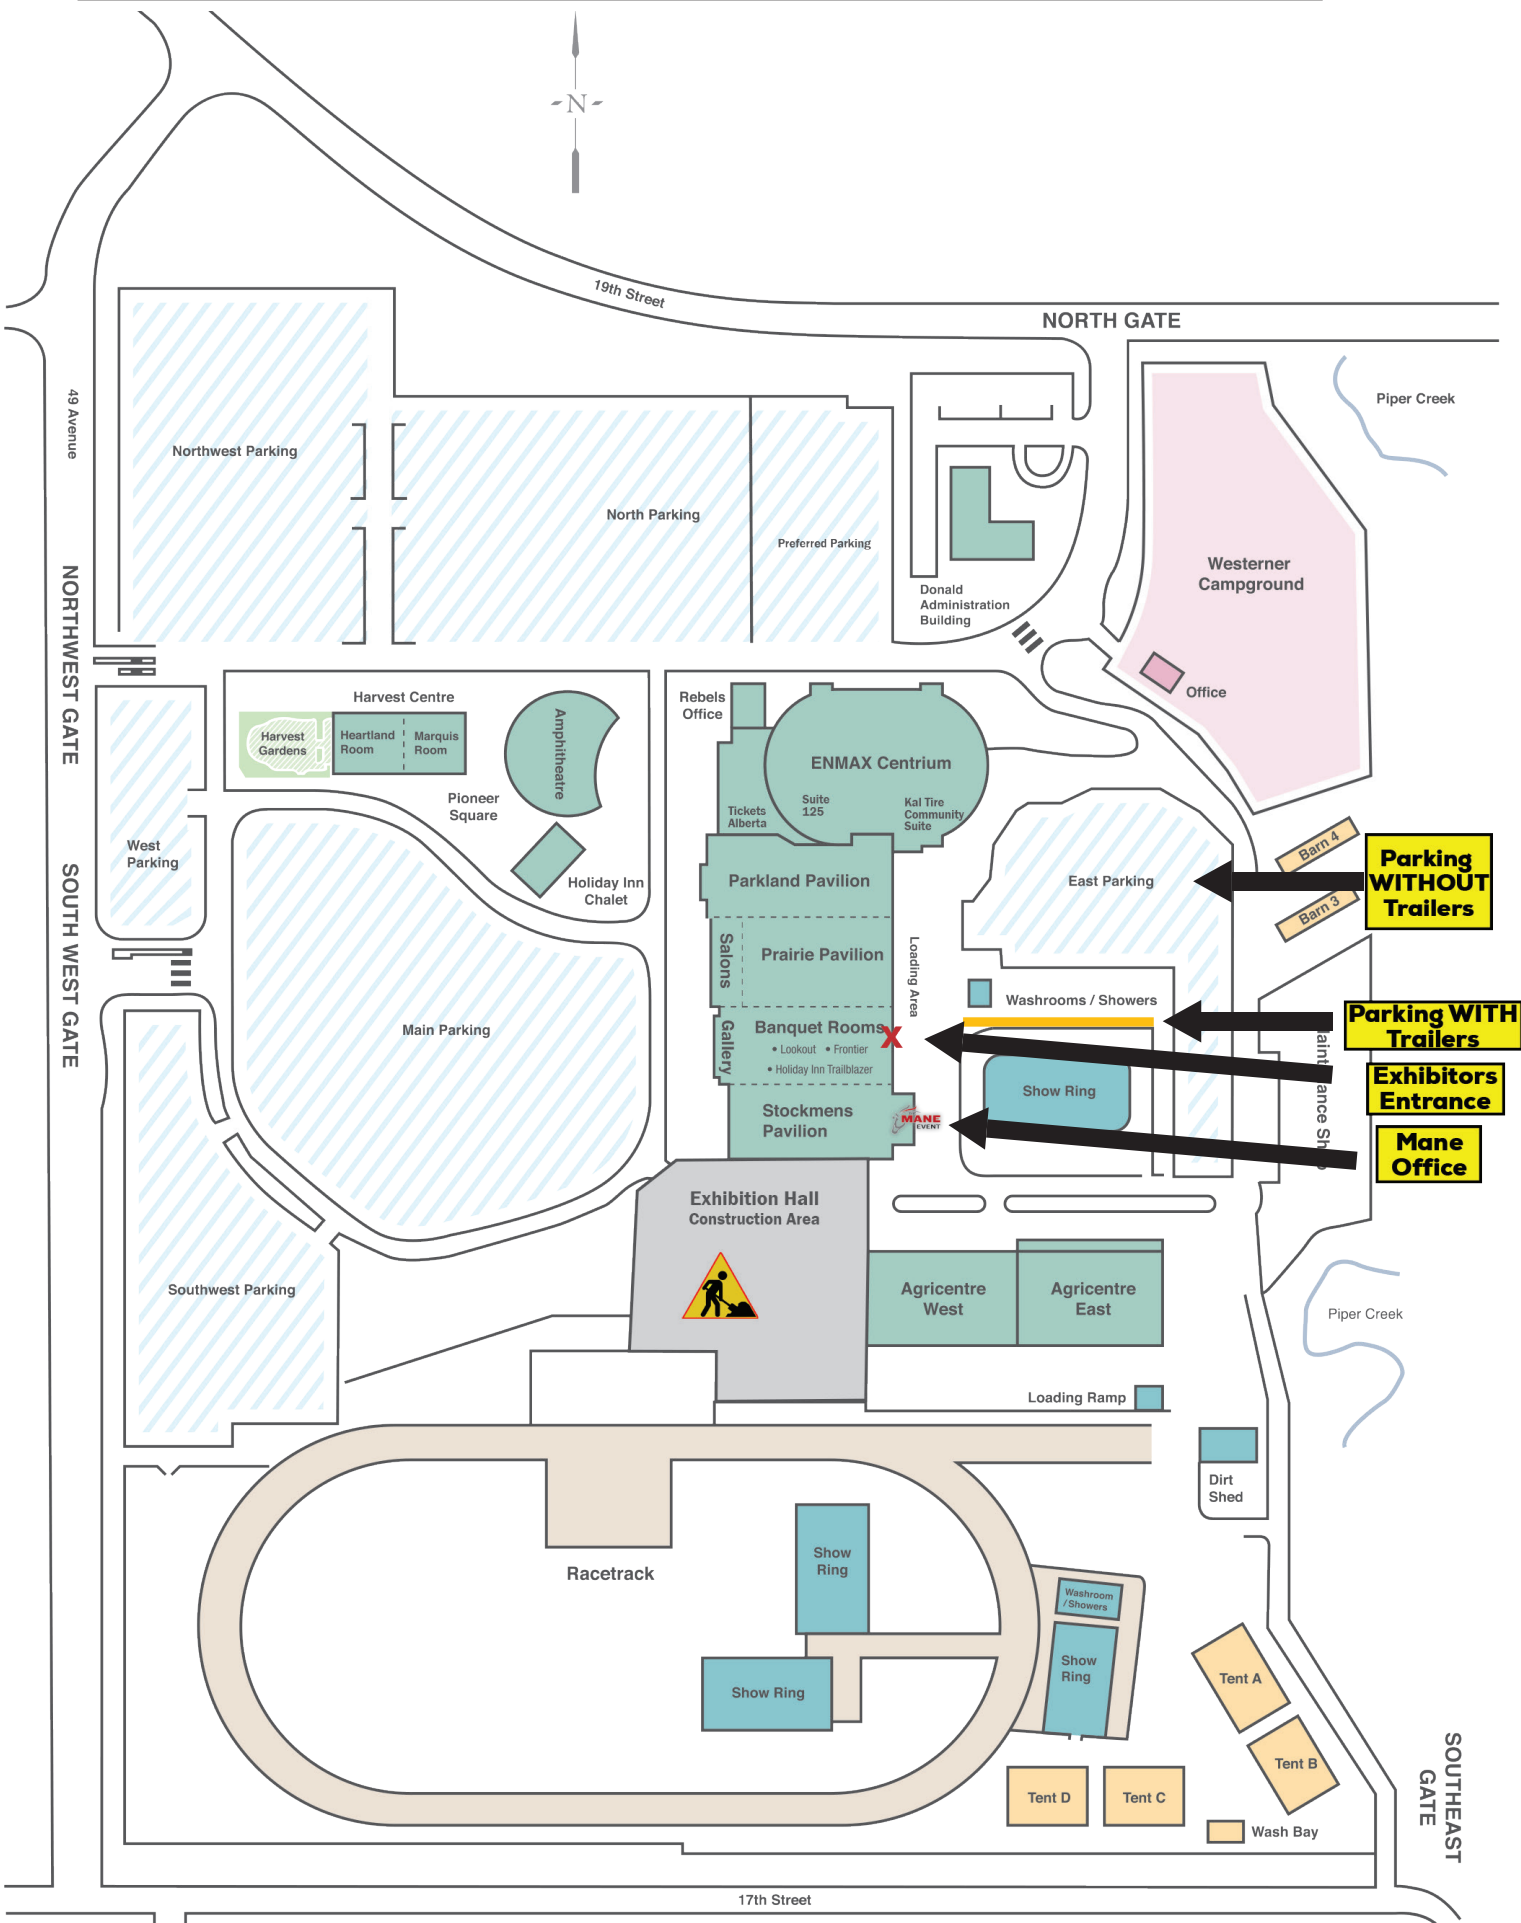 N
19th Street
NORTH GATE
Piper Creek
49 Avenue
Northwest Parking
North Parking
Preferred Parking
Westerner
Campground
Donald
Administration
Building
NORTHWEST GATE
Office
Harvest Centre
Rebels
Office
Harvest
Gardens
Heartland
Room
Marquis
Room
Amphitheatre
ENMAX Centrium
Suite
125
Kal Tire
Community
Suite
Tickets
Alberta
Pioneer
Square
West
Parking
SOUTH WEST GATE
Holiday Inn
Chalet
Parkland Pavilion
East Parking
Barn 4
Barn 3
Parking
WITHOUT
Trailers
Salons
Prairie Pavilion
Loading Area
Washrooms / Showers
Parking WITH
Trailers
Main Parking
Gallery
Banquet Rooms
X
• Lookout • Frontier
• Holiday Inn Trailblazer
Show Ring
Exhibitors
Entrance
Stockmens
Pavilion
MANE
EVENT
Mane
Office
Exhibition Hall
Construction Area
Southwest Parking
Agricentre
West
Agricentre
East
Piper Creek
Loading Ramp
Dirt
Shed
Racetrack
Show
Ring
Washroom
/ Showers
Show
Ring
Show Ring
Tent A
Tent B
Tent D
Tent C
Wash Bay
SOUTHEAST
GATE
17th Street